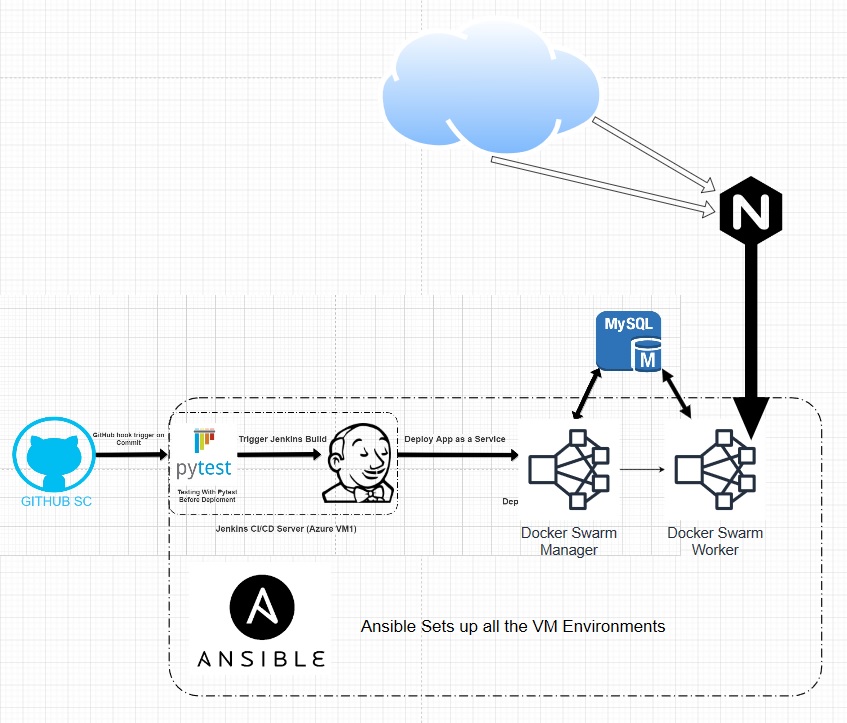 N
MySQL
M
GitHub hook trigger on
Commit
Trigger Jenkins Build
Deploy App as a Service
pytest
GITHUB SC
Testing With Pytest
Before Deploment
Dep
Jenkins CI/CD Server (Azure VM1)
Docker Swarm
Manager
Docker Swarm
Worker
ANSIBLE
Ansible Sets up all the VM Environments